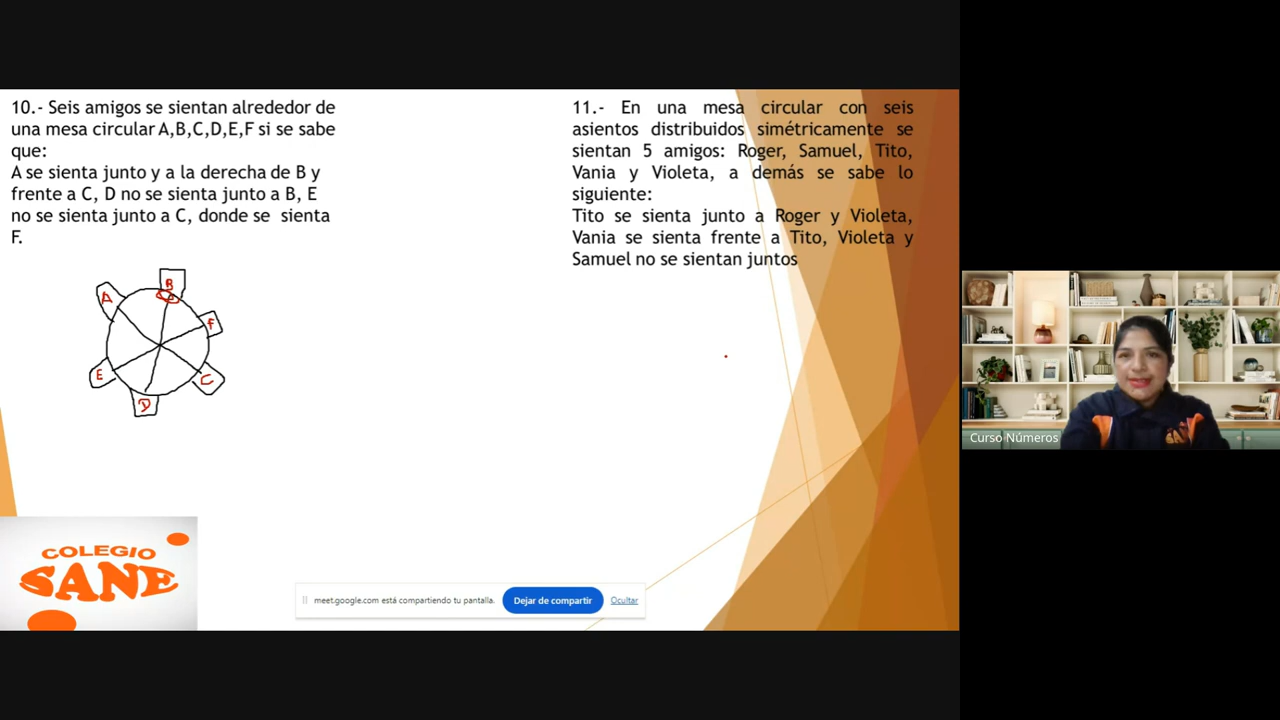 10.- Seis amigos se sientan alrededor de
una mesa circular A,B,C,D,E,F si se sabe
que:
A se sienta junto y a la derecha de B y
frente a C, D no se sienta junto a B, E
no se sienta junto a C, donde se sienta
F.
B
A
F
E
C
D
11.- En una mesa circular con seis
asientos distribuidos simétricamente se
sientan 5 amigos: Roger, Samuel, Tito,
Vania y Violeta, a demás se sabe lo
siguiente:
Tito se sienta junto a Roger y Violeta,
Vania se sienta frente a Tito, Violeta y
Samuel no se sientan juntos
COLEGIO
SANE
meet.google.com está compartiendo tu pantalla.
Dejar de compartir
Ocultar
Curso Números